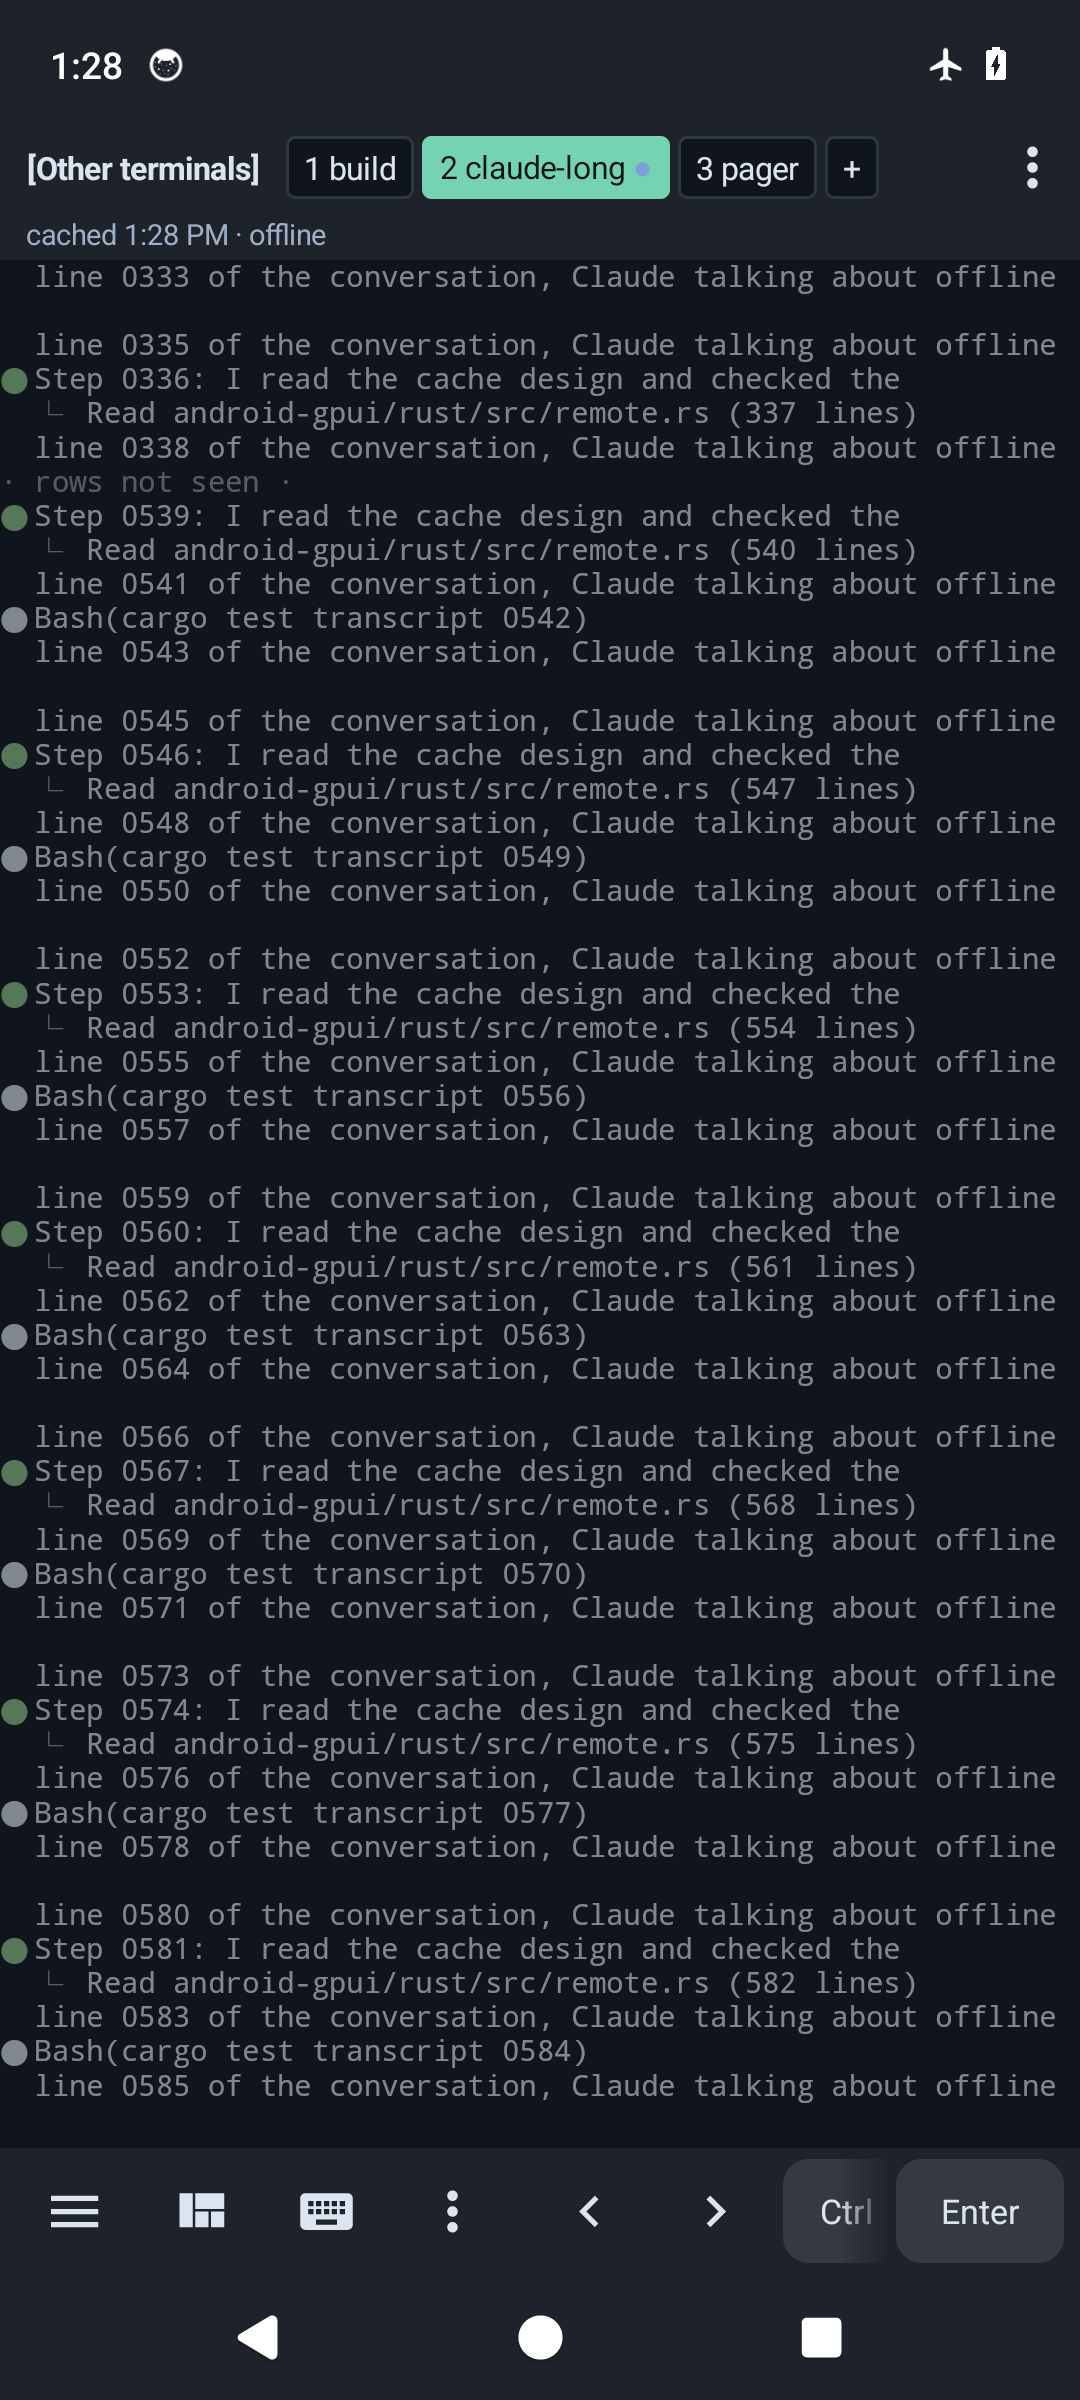 1:28
[Other terminals] 1 build 2 claude-long 3 pager +
cached 1:28 PM · offline
line 0333 of the conversation, Claude talking about offline
line 0335 of the conversation, Claude talking about offline
Step 0336: I read the cache design and checked the
└ Read android-gpui/rust/src/remote.rs (337 lines)
line 0338 of the conversation, Claude talking about offline
· rows not seen ·
Step 0539: I read the cache design and checked the
└ Read android-gpui/rust/src/remote.rs (540 lines)
line 0541 of the conversation, Claude talking about offline
Bash(cargo test transcript 0542)
line 0543 of the conversation, Claude talking about offline
line 0545 of the conversation, Claude talking about offline
Step 0546: I read the cache design and checked the
└ Read android-gpui/rust/src/remote.rs (547 lines)
line 0548 of the conversation, Claude talking about offline
Bash(cargo test transcript 0549)
line 0550 of the conversation, Claude talking about offline
line 0552 of the conversation, Claude talking about offline
Step 0553: I read the cache design and checked the
└ Read android-gpui/rust/src/remote.rs (554 lines)
line 0555 of the conversation, Claude talking about offline
Bash(cargo test transcript 0556)
line 0557 of the conversation, Claude talking about offline
line 0559 of the conversation, Claude talking about offline
Step 0560: I read the cache design and checked the
└ Read android-gpui/rust/src/remote.rs (561 lines)
line 0562 of the conversation, Claude talking about offline
Bash(cargo test transcript 0563)
line 0564 of the conversation, Claude talking about offline
line 0566 of the conversation, Claude talking about offline
Step 0567: I read the cache design and checked the
└ Read android-gpui/rust/src/remote.rs (568 lines)
line 0569 of the conversation, Claude talking about offline
Bash(cargo test transcript 0570)
line 0571 of the conversation, Claude talking about offline
line 0573 of the conversation, Claude talking about offline
Step 0574: I read the cache design and checked the
└ Read android-gpui/rust/src/remote.rs (575 lines)
line 0576 of the conversation, Claude talking about offline
Bash(cargo test transcript 0577)
line 0578 of the conversation, Claude talking about offline
line 0580 of the conversation, Claude talking about offline
Step 0581: I read the cache design and checked the
└ Read android-gpui/rust/src/remote.rs (582 lines)
line 0583 of the conversation, Claude talking about offline
Bash(cargo test transcript 0584)
line 0585 of the conversation, Claude talking about offline
Ctrl Enter